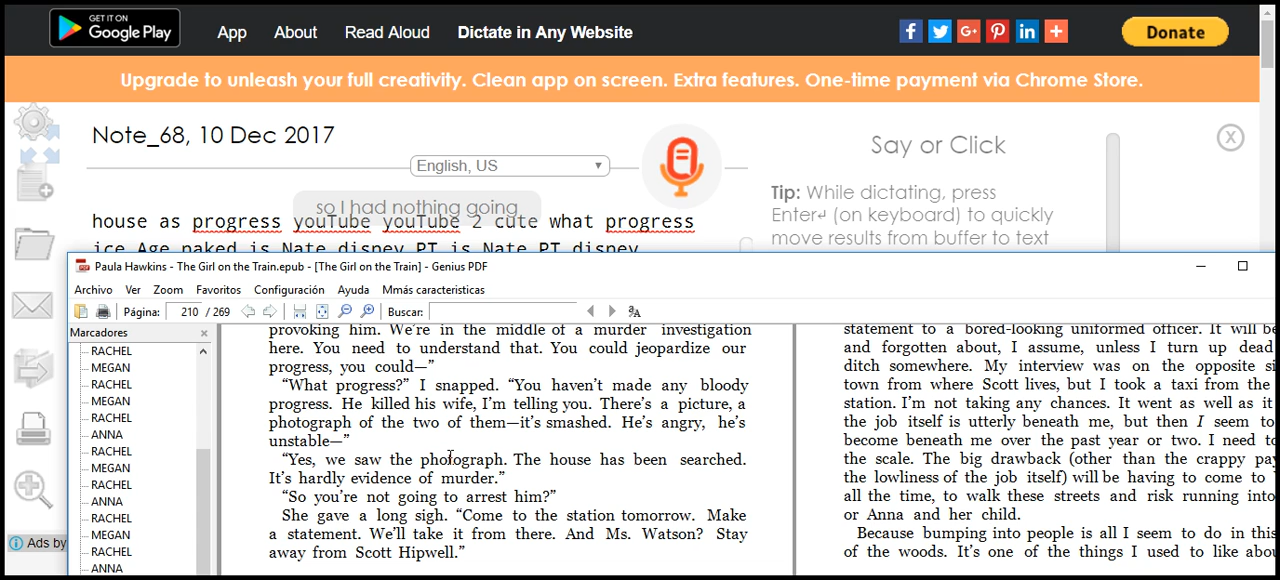 GET IT ON
Google Play
App
About
Read Aloud
Dictate in Any Website
Donate
Upgrade to unleash your full creativity. Clean app on screen. Extra features. One-time payment via Chrome Store.
Note_68, 10 Dec 2017
English, US
so I had nothing going
house as progress youTube youTube 2 cute what progress
ice Age naked is Nate disney PT is Nate PT disney
Say or Click
X
Tip: While dictating, press
Enter↵ (on keyboard) to quickly
move results from buffer to text
Ads by
Paula Hawkins - The Girl on the Train.epub - [The Girl on the Train] - Genius PDF
Archivo
Ver
Zoom
Favoritos
Configuración
Ayuda
Mmás caracteristicas
Página:
210 / 269
Buscar:
Marcadores
RACHEL
MEGAN
RACHEL
MEGAN
RACHEL
ANNA
RACHEL
MEGAN
RACHEL
ANNA
RACHEL
MEGAN
RACHEL
ANNA
provoking him. We're in the middle of a murder investigation
here. You need to understand that. You could jeopardize our
progress, you could—”
“What progress?” I snapped. “You haven't made any bloody
progress. He killed his wife, I'm telling you. There's a picture, a
photograph of the two of them—it's smashed. He's angry, he's
unstable—”
“Yes, we saw the photograph. The house has been searched.
It's hardly evidence of murder.”
“So you're not going to arrest him?”
She gave a long sigh. “Come to the station tomorrow. Make
a statement. We'll take it from there. And Ms. Watson? Stay
away from Scott Hipwell.”
statement to a bored-looking uniformed officer. It will be
and forgotten about, I assume, unless I turn up dead
ditch somewhere. My interview was on the opposite si
town from where Scott lives, but I took a taxi from the
station. I'm not taking any chances. It went as well as it
the job itself is utterly beneath me, but then I seem to
become beneath me over the past year or two. I need to
the scale. The big drawback (other than the crappy pay
the loneliness of the job itself) will be having to come to
all the time, to walk these streets and risk running into
or Anna and her child.
Because bumping into people is all I seem to do in this
of the woods. It's one of the things I used to like abou